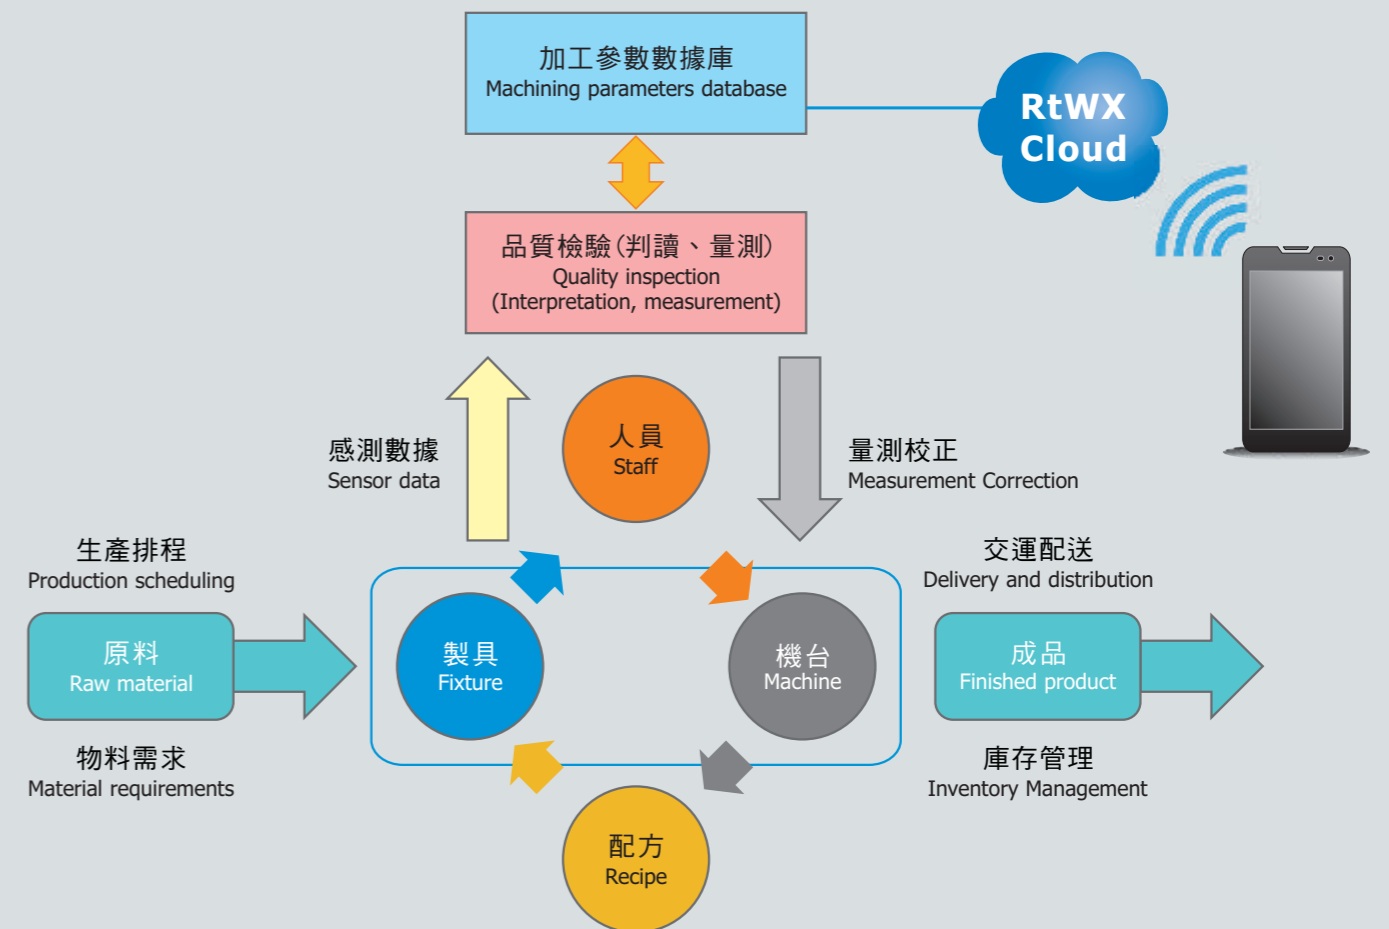 加工參數數據庫
Machining parameters database
RtWX
Cloud
品質檢驗(判讀、量測)
Quality inspection
(Interpretation, measurement)
感測數據
Sensor data
人員
Staff
量測校正
Measurement Correction
生產排程
Production scheduling
原料
Raw material
物料需求
Material requirements
製具
Fixture
機台
Machine
配方
Recipe
交運配送
Delivery and distribution
成品
Finished product
庫存管理
Inventory Management